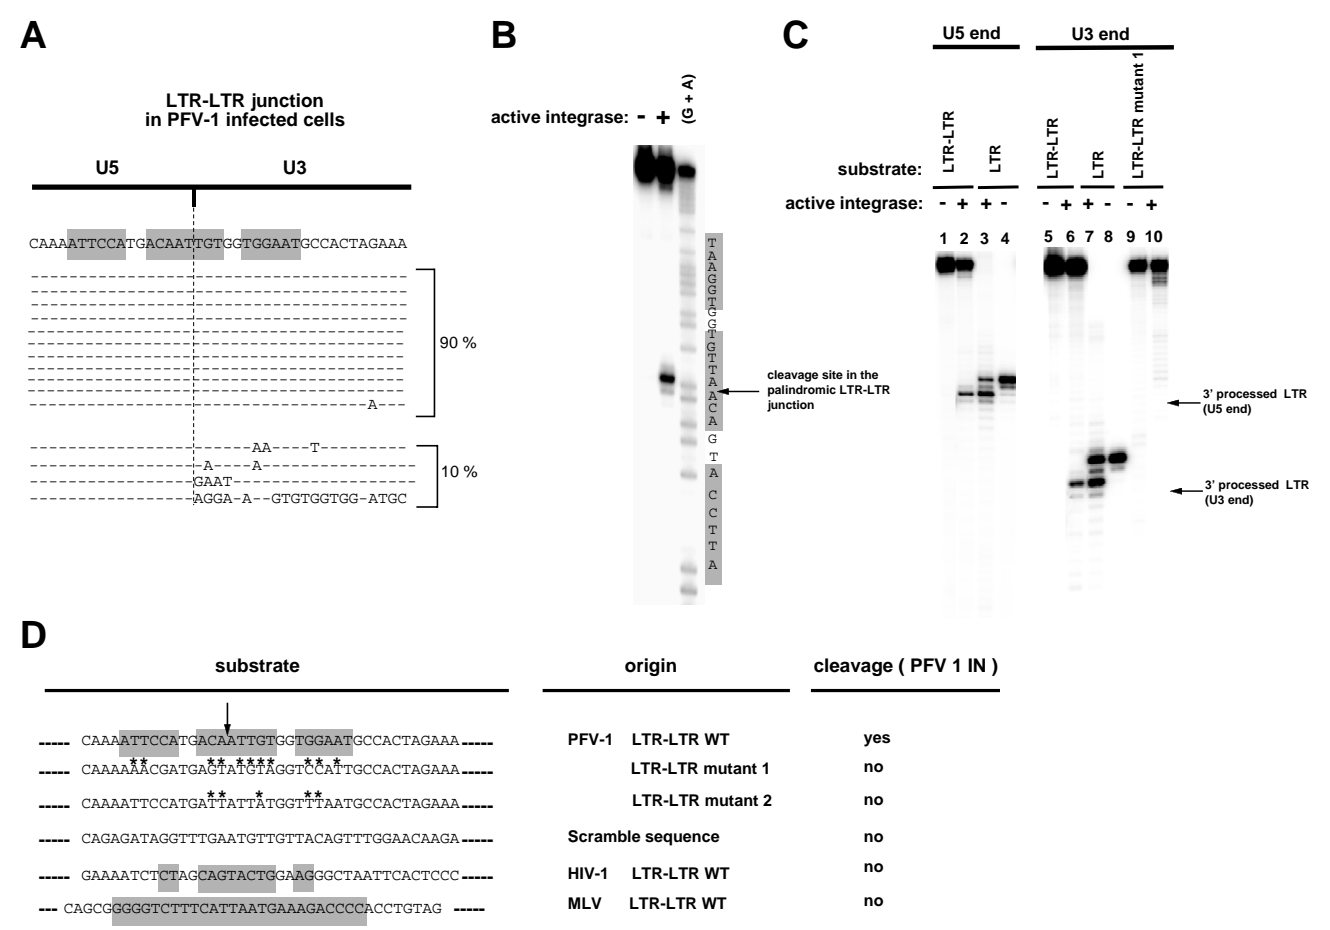 A
LTR-LTR junction
in PFV-1 infected cells
U5 U3
CAAAATTCCATGACAATTGTGGTGGAATGCCACTAGAAA
90 %
A
AA T
A A
GAAT
AGGA-A--GTGTGGTGG-ATGC
10 %
B
active integrase: - + (G + A)
T
A
A
G
G
T
G
G
T
G
T
T
A
A
C
A
G
T
A
C
C
T
T
A
cleavage site in the
palindromic LTR-LTR
junction
C
U5 end U3 end
substrate: LTR-LTR LTR LTR-LTR LTR LTR-LTR mutant 1
active integrase: - + + - - + + - - +
1 2 3 4 5 6 7 8 9 10
3' processed LTR
(U5 end)
3' processed LTR
(U3 end)
D
substrate origin cleavage ( PFV 1 IN )
----- CAAAATTCCATGACAATTGTGGTGGAATGCCACTAGAAA ----- PFV-1 LTR-LTR WT yes
** ** **** ** *
----- CAAAAAACGATGAGTATGTAGGTCCATTGCCACTAGAAA ----- LTR-LTR mutant 1 no
** * **
----- CAAAATTCCATGATTATTATGGTTTAATGCCACTAGAAA ----- LTR-LTR mutant 2 no
----- CAGAGATAGGTTTGAATGTTGTTACAGTTTGGAACAAGA ----- Scramble sequence no
----- GAAAATCTCTAGCAGTACTGGAAGGGCTAATTCACTCCC ----- HIV-1 LTR-LTR WT no
--- CAGCGGGGGTCTTTCATTAATGAAAGACCCCACCTGTAG ----- MLV LTR-LTR WT no